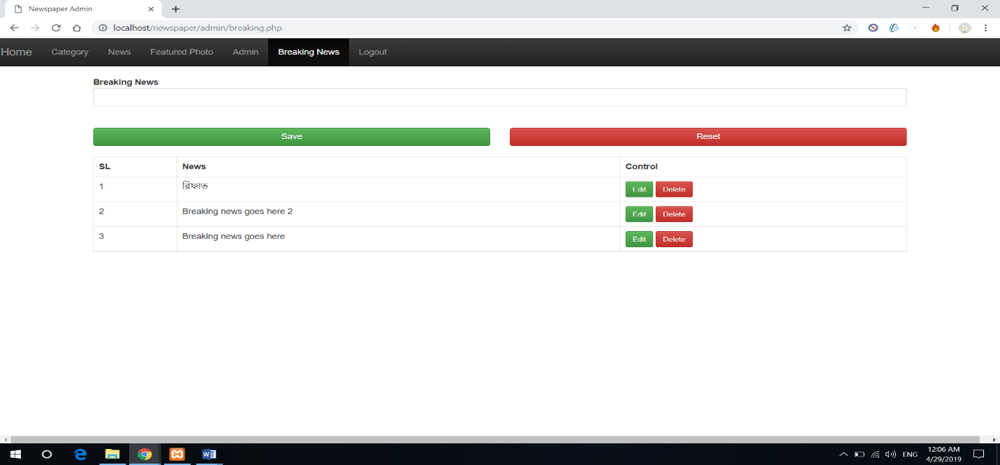 Newspaper Admin
localhost/newspaper/admin/breaking.php
Home Category News Featured Photo Admin Breaking News Logout
Breaking News
Save Reset
SL News Control
1 রিফাত Edit Delete
2 Breaking news goes here 2 Edit Delete
3 Breaking news goes here Edit Delete
12:06 AM
ENG
4/29/2019